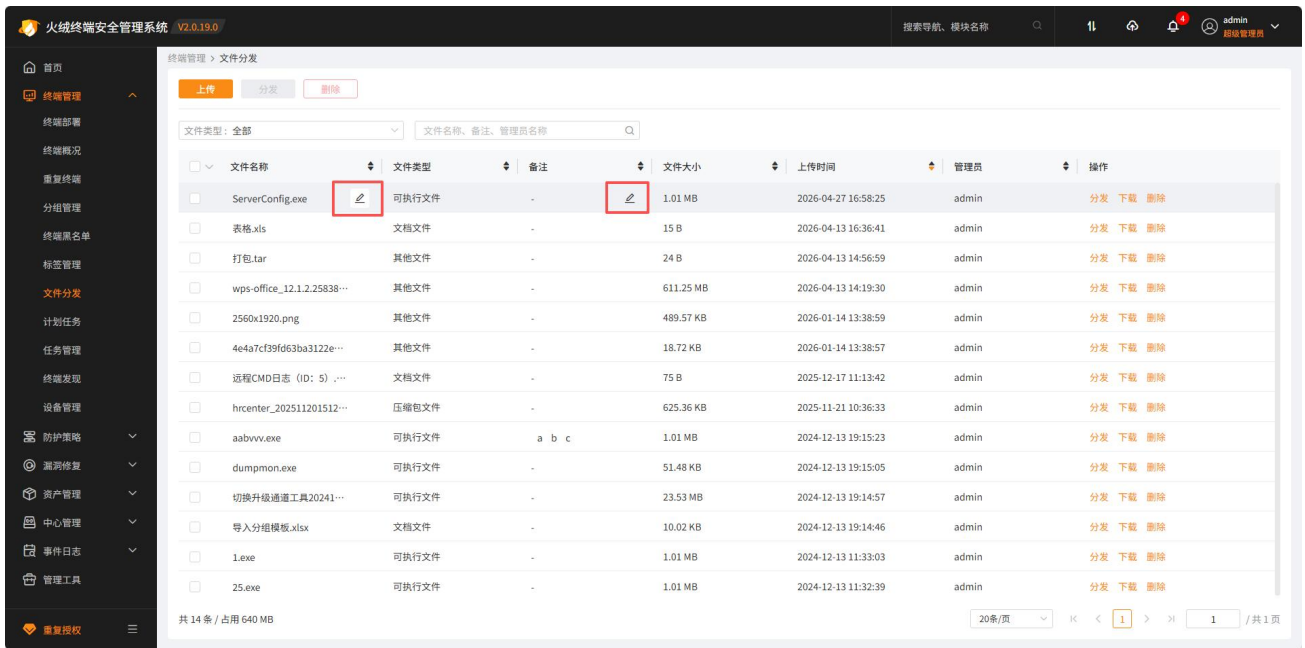 火绒终端安全管理系统 V2.0.19.0 搜索导航、模块名称 4 admin
超级管理员
首页
终端管理
终端部署
终端概况
重复终端
分组管理
终端黑名单
标签管理
文件分发
计划任务
任务管理
终端发现
设备管理
防护策略
漏洞修复
资产管理
中心管理
事件日志
管理工具
重复授权
终端管理 > 文件分发
上传 分发 删除
文件类型: 全部 文件名称、备注、管理员名称
文件名称 文件类型 备注 文件大小 上传时间 管理员 操作
ServerConfig.exe 可执行文件 - 1.01 MB 2026-04-27 16:58:25 admin 分发 下载 删除
表格.xls 文档文件 - 15 B 2026-04-13 16:36:41 admin 分发 下载 删除
打包.tar 其他文件 - 24 B 2026-04-13 14:56:59 admin 分发 下载 删除
wps-office_12.1.2.25838… 其他文件 - 611.25 MB 2026-04-13 14:19:30 admin 分发 下载 删除
2560x1920.png 其他文件 - 489.57 KB 2026-01-14 13:38:59 admin 分发 下载 删除
4e4a7cf39fd63ba3122e… 其他文件 - 18.72 KB 2026-01-14 13:38:57 admin 分发 下载 删除
远程CMD日志（ID：5）.… 文档文件 - 75 B 2025-12-17 11:13:42 admin 分发 下载 删除
hrcenter_202511201512… 压缩包文件 - 625.36 KB 2025-11-21 10:36:33 admin 分发 下载 删除
aabvvv.exe 可执行文件 a b c 1.01 MB 2024-12-13 19:15:23 admin 分发 下载 删除
dumpmon.exe 可执行文件 - 51.48 KB 2024-12-13 19:15:05 admin 分发 下载 删除
切换升级通道工具20241… 可执行文件 - 23.53 MB 2024-12-13 19:14:57 admin 分发 下载 删除
导入分组模板.xlsx 文档文件 - 10.02 KB 2024-12-13 19:14:46 admin 分发 下载 删除
1.exe 可执行文件 - 1.01 MB 2024-12-13 11:33:03 admin 分发 下载 删除
25.exe 可执行文件 - 1.01 MB 2024-12-13 11:32:39 admin 分发 下载 删除
共 14 条 / 占用 640 MB 20条/页 1 1 / 共 1 页